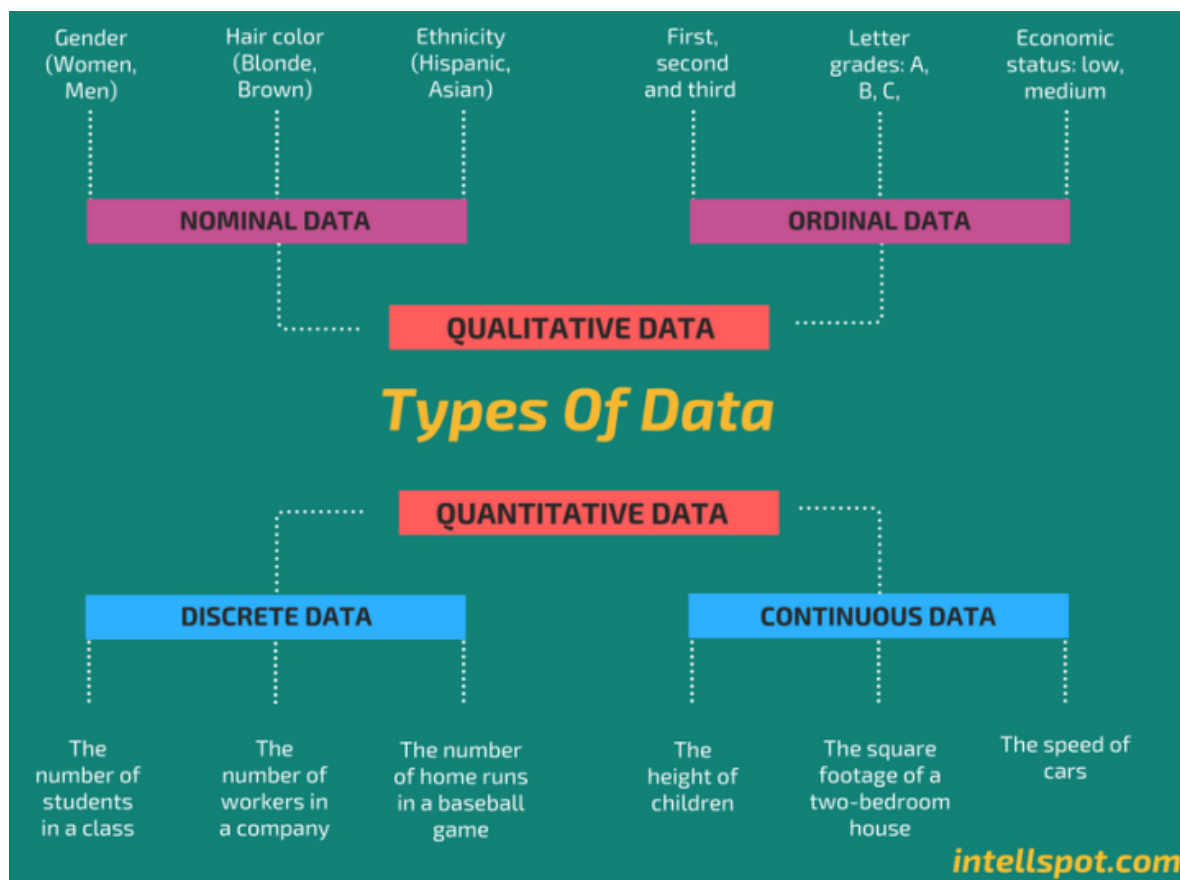 Gender
(Women,
Men)
Hair color
(Blonde,
Brown)
Ethnicity
(Hispanic,
Asian)
First,
second
and third
Letter
grades: A,
B, C,
Economic
status: low,
medium
NOMINAL DATA
ORDINAL DATA
QUALITATIVE DATA
Types Of Data
QUANTITATIVE DATA
DISCRETE DATA
CONTINUOUS DATA
The
number of
students
in a class
The
number of
workers in
a company
The number
of home runs
in a baseball
game
The
height of
children
The square
footage of a
two-bedroom
house
The speed of
cars
intellspot.com